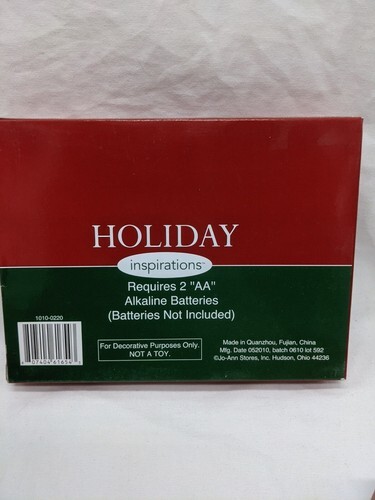 HOLIDAY
inspirations™
Requires 2 "AA"
Alkaline Batteries
(Batteries Not Included)
1010-0220
For Decorative Purposes Only.
NOT A TOY.
Made in Quanzhou, Fujian, China
Mfg. Date 052010, batch 0610 lot 592
©Jo-Ann Stores, Inc. Hudson, Ohio 44236